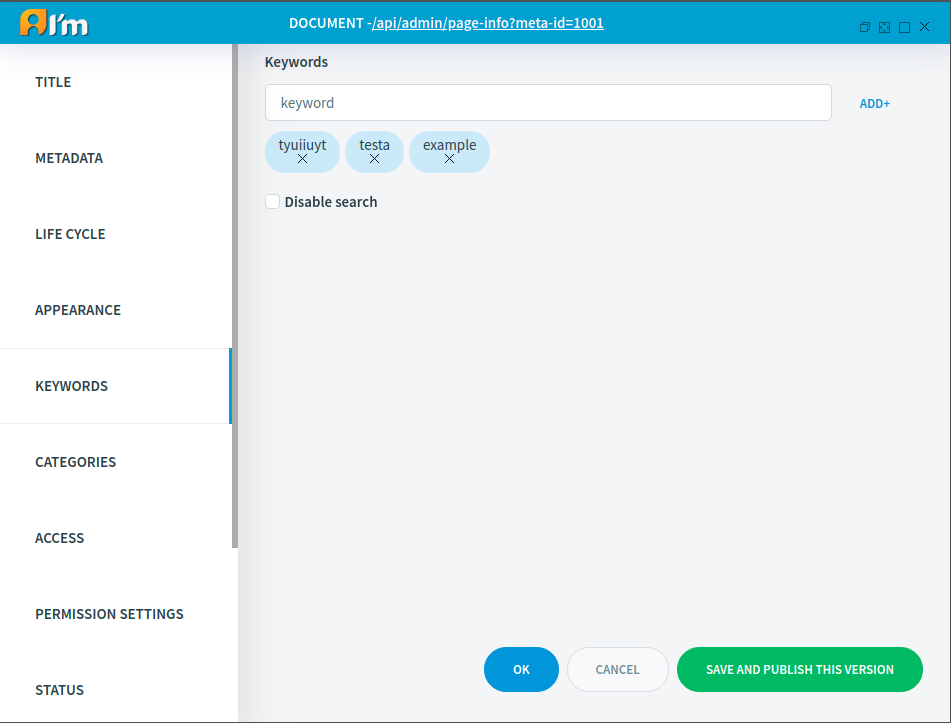 I'm
DOCUMENT -/api/admin/page-info?meta-id=1001
TITLE
METADATA
LIFE CYCLE
APPEARANCE
KEYWORDS
CATEGORIES
ACCESS
PERMISSION SETTINGS
STATUS
Keywords
keyword
ADD+
tyuiiuyt testa example
Disable search
OK CANCEL SAVE AND PUBLISH THIS VERSION